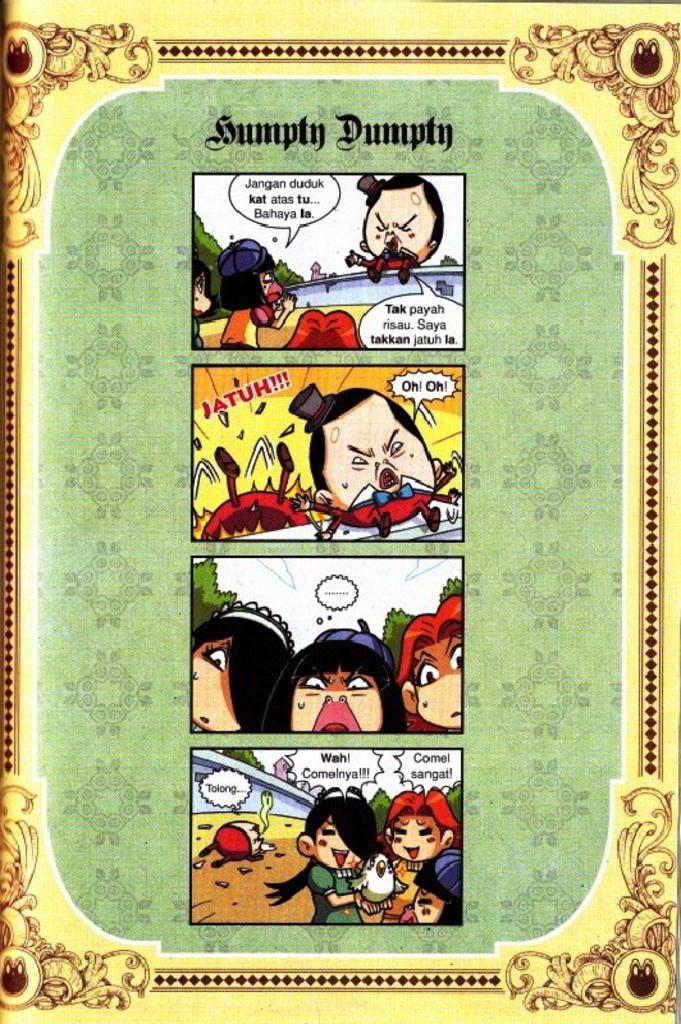 Humpty Dumpty
Jangan duduk
kat atas tu...
Bahaya la.
Tak payah
risau. Saya
takkan jatuh la.
JATUH!!!
Oh! Oh!
........
Tolong....
Wah!
Comelnya!!!
Comel
sangat!